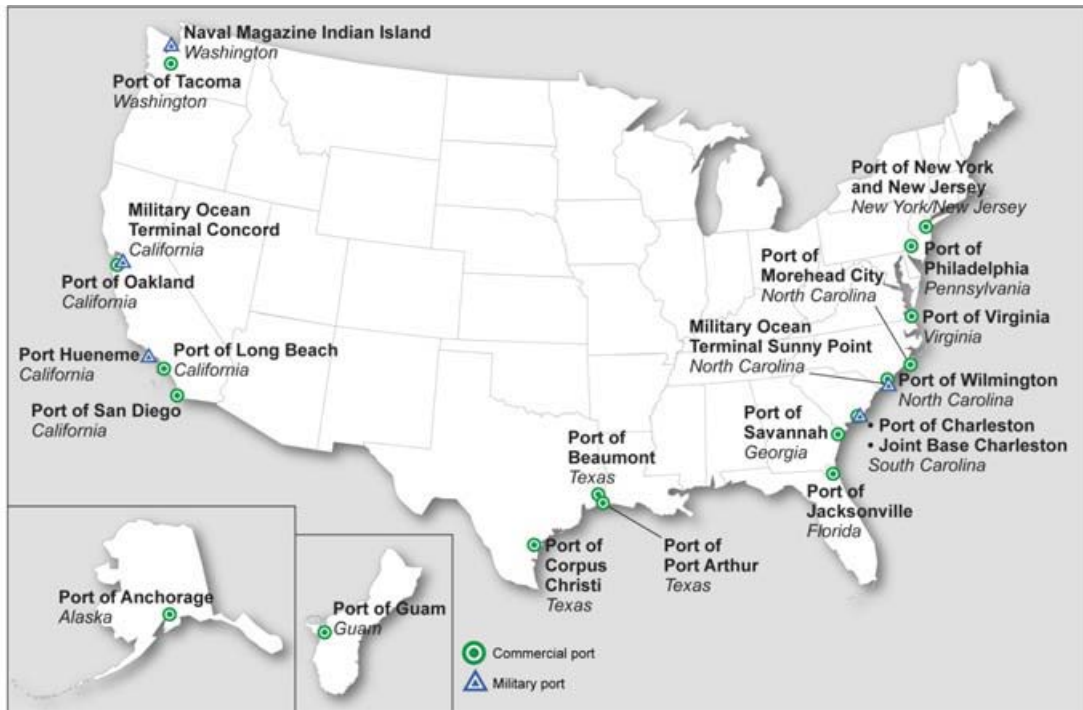 Naval Magazine Indian Island
Washington
Port of Tacoma
Washington
Military Ocean
Terminal Concord
California
Port of Oakland
California
Port Hueneme
California
Port of Long Beach
California
Port of San Diego
California
Port of New York
and New Jersey
New York/New Jersey
Port of
Philadelphia
Pennsylvania
Port of
Morehead City
North Carolina
Port of Virginia
Virginia
Military Ocean
Terminal Sunny Point
North Carolina
Port of Wilmington
North Carolina
• Port of Charleston
• Joint Base Charleston
South Carolina
Port of
Savannah
Georgia
Port of
Jacksonville
Florida
Port of
Beaumont
Texas
Port of
Port Arthur
Texas
Port of
Corpus
Christi
Texas
Port of Anchorage
Alaska
Port of Guam
Guam
Commercial port
Military port